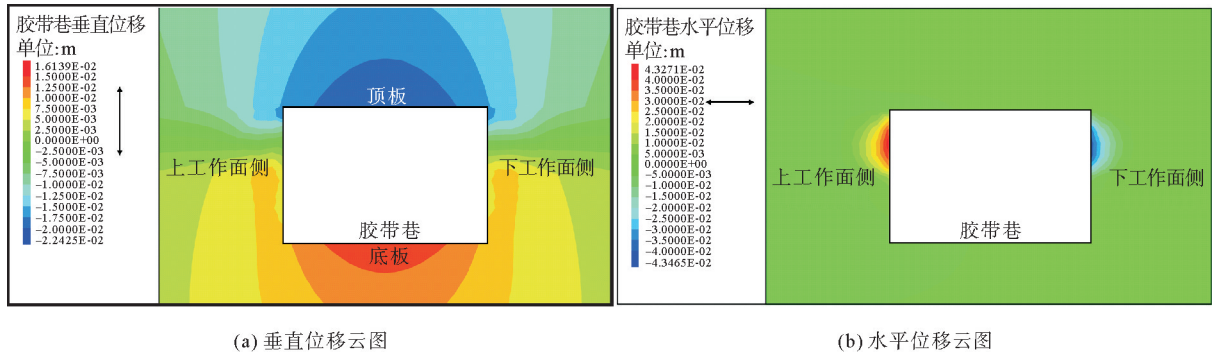 胶带巷垂直位移
单位:m
1.6139E-02
1.5000E-02
1.2500E-02
1.0000E-02
7.5000E-03
5.0000E-03
2.5000E-03
0.0000E+00
-2.5000E-03
-5.0000E-03
-7.5000E-03
-1.0000E-02
-1.2500E-02
-1.5000E-02
-1.7500E-02
-2.0000E-02
-2.2425E-02
顶板
上工作面侧
下工作面侧
胶带巷
底板
(a) 垂直位移云图
胶带巷水平位移
单位:m
4.3271E-02
4.0000E-02
3.5000E-02
3.0000E-02
2.5000E-02
2.0000E-02
1.5000E-02
1.0000E-02
5.0000E-03
0.0000E+00
-5.0000E-03
-1.0000E-02
-1.5000E-02
-2.0000E-02
-2.5000E-02
-3.0000E-02
-3.5000E-02
-4.0000E-02
-4.3465E-02
上工作面侧
下工作面侧
胶带巷
(b) 水平位移云图